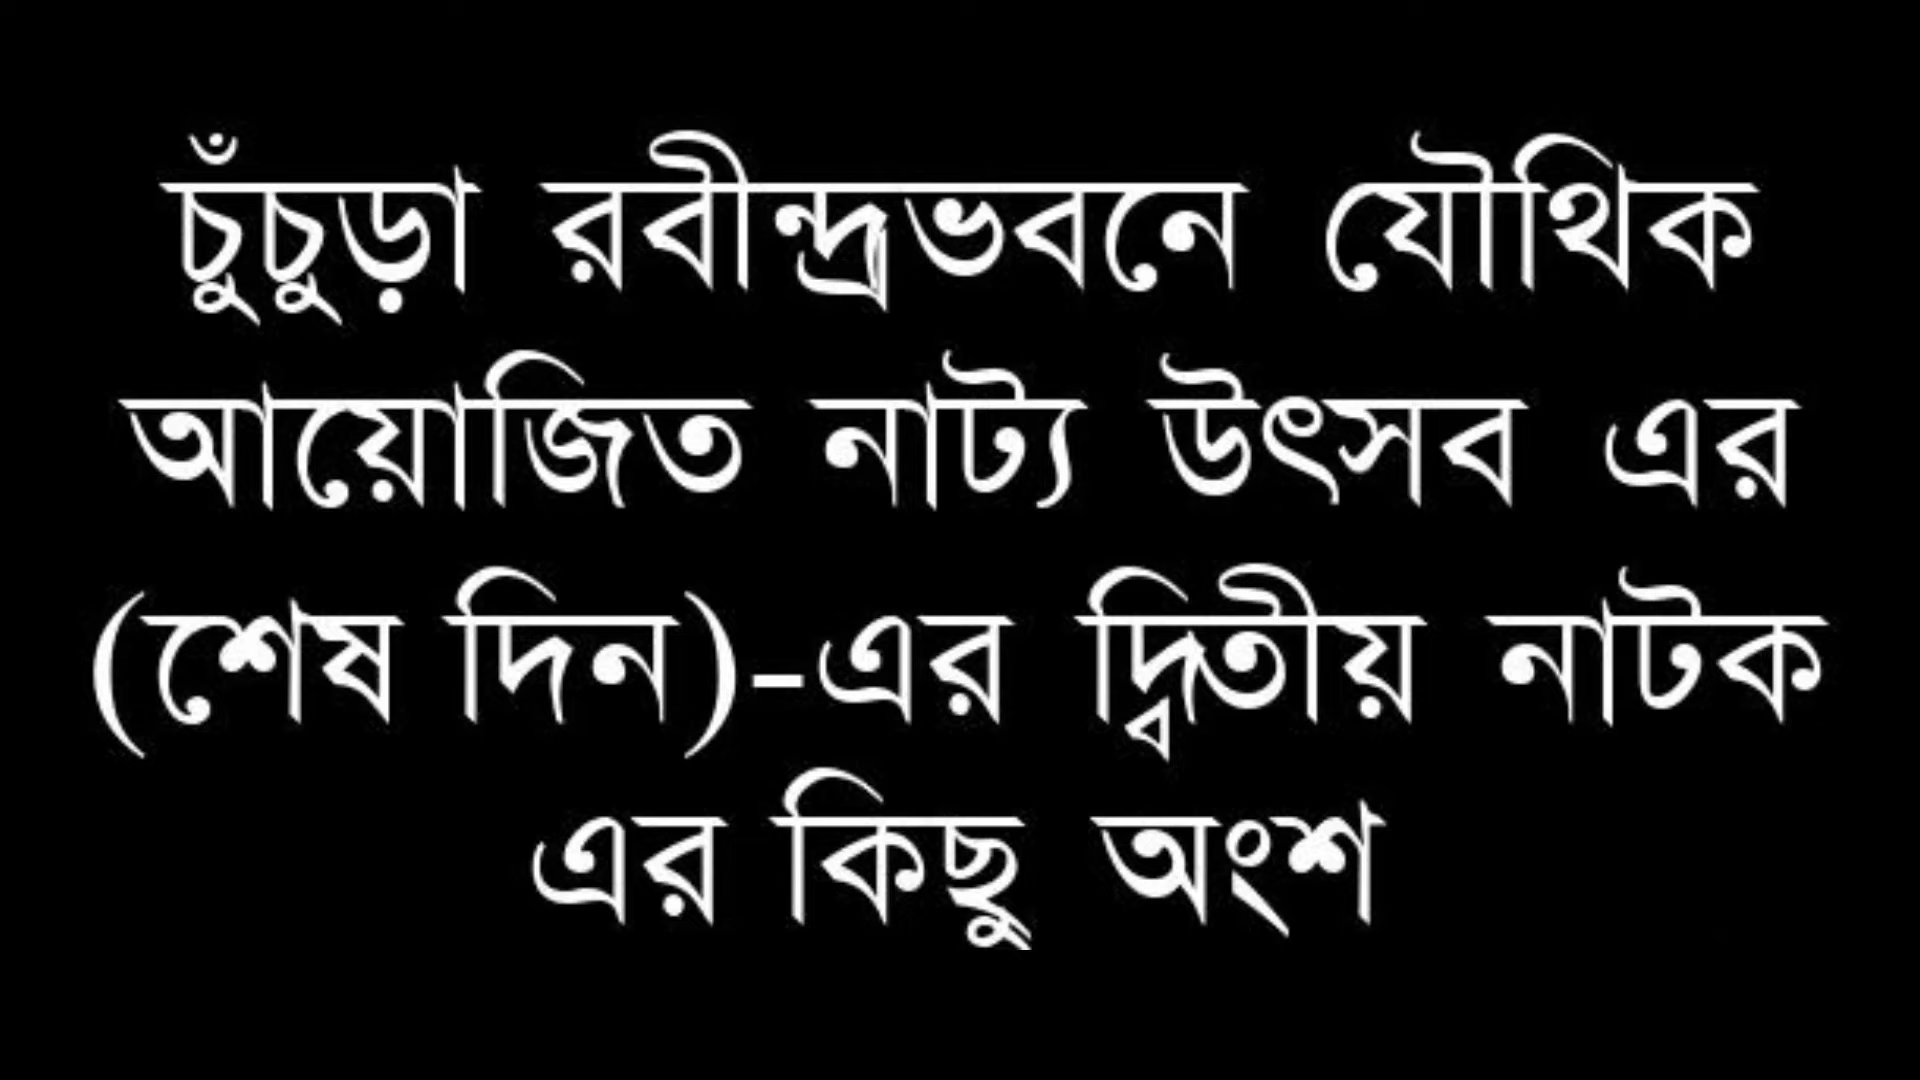 চুঁচুড়া রবীন্দ্রভবনে যৌথিক
আয়োজিত নাট্য উৎসব এর
(শেষ দিন)-এর দ্বিতীয় নাটক
এর কিছু অংশ